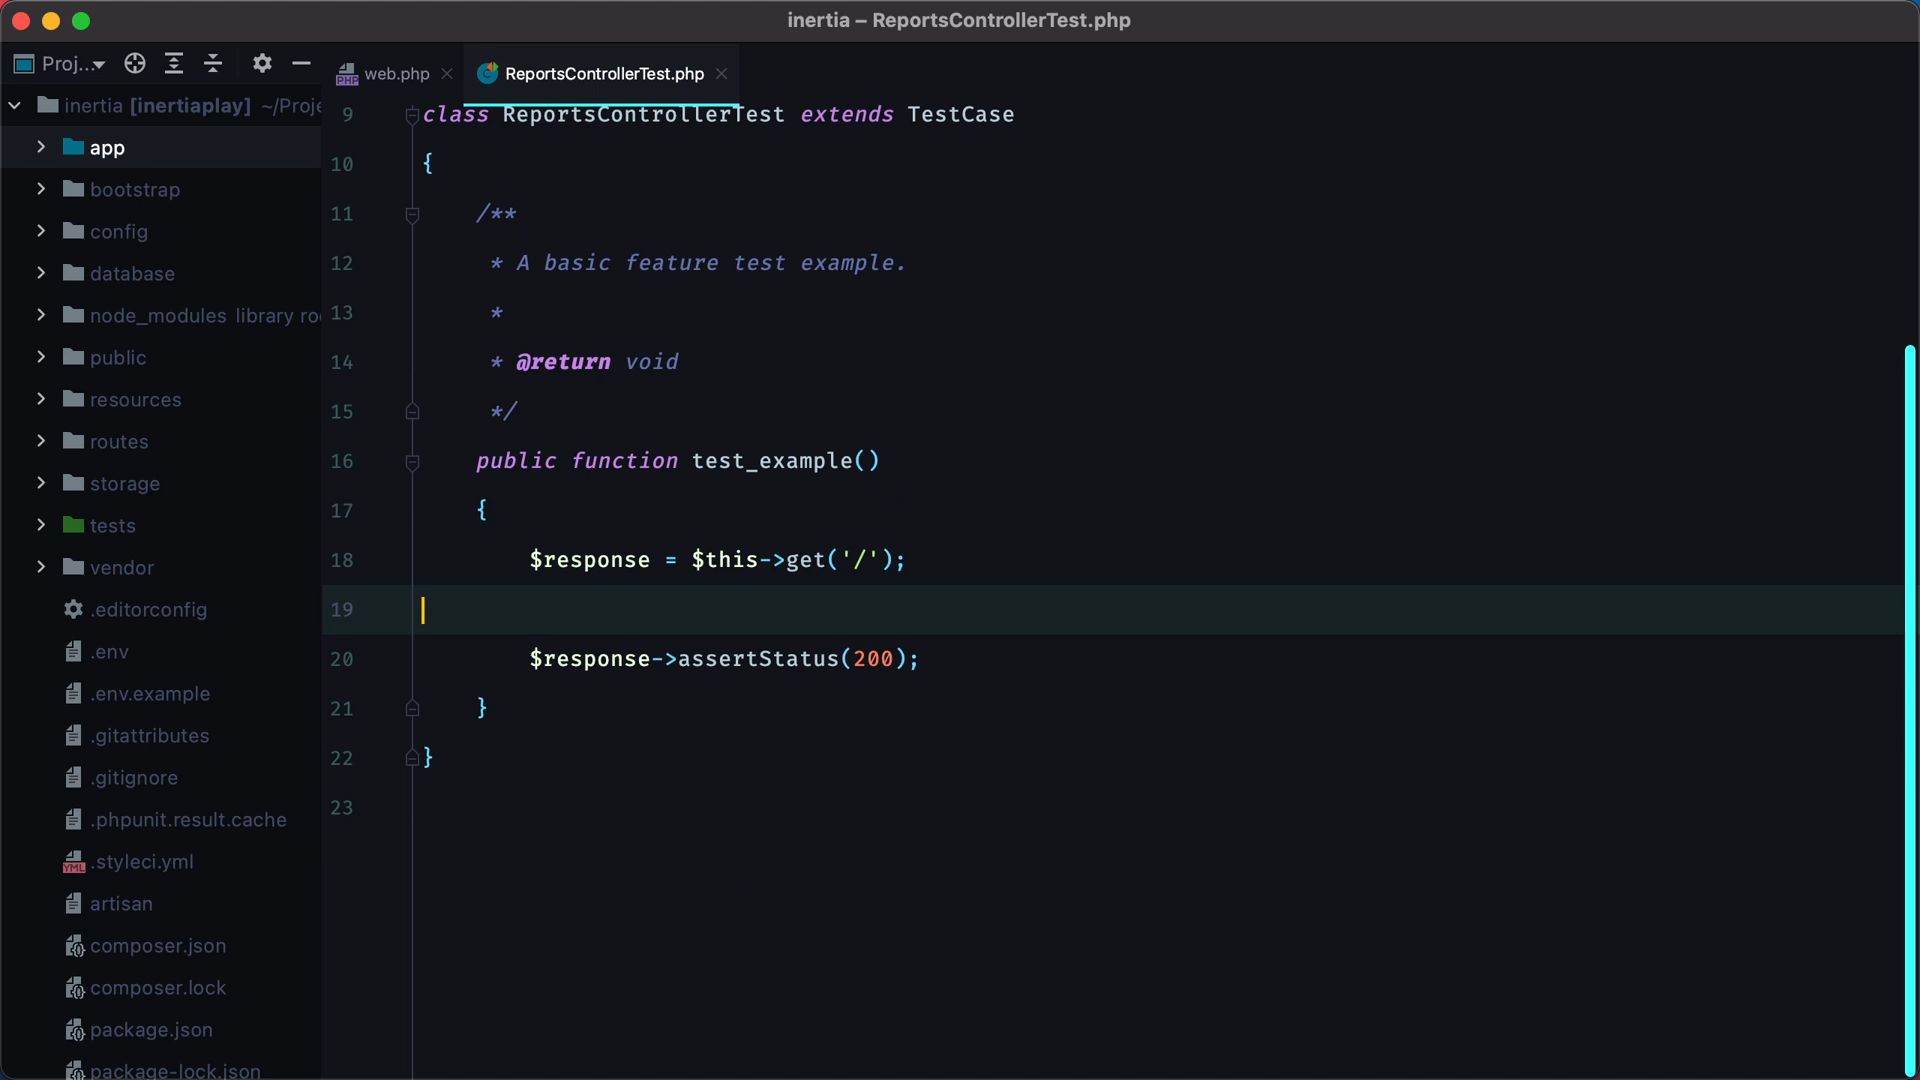 inertia – ReportsControllerTest.php
Proj...
web.php
ReportsControllerTest.php
inertia [inertiaplay] ~/Proje
app
bootstrap
config
database
node_modules library ro
public
resources
routes
storage
tests
vendor
.editorconfig
.env
.env.example
.gitattributes
.gitignore
.phpunit.result.cache
YML .styleci.yml
artisan
composer.json
composer.lock
package.json
package-lock.json
9 class ReportsControllerTest extends TestCase
10 {
11 /**
12 * A basic feature test example.
13 *
14 * @return void
15 */
16 public function test_example()
17 {
18 $response = $this->get('/');
19
20 $response->assertStatus(200);
21 }
22 }
23